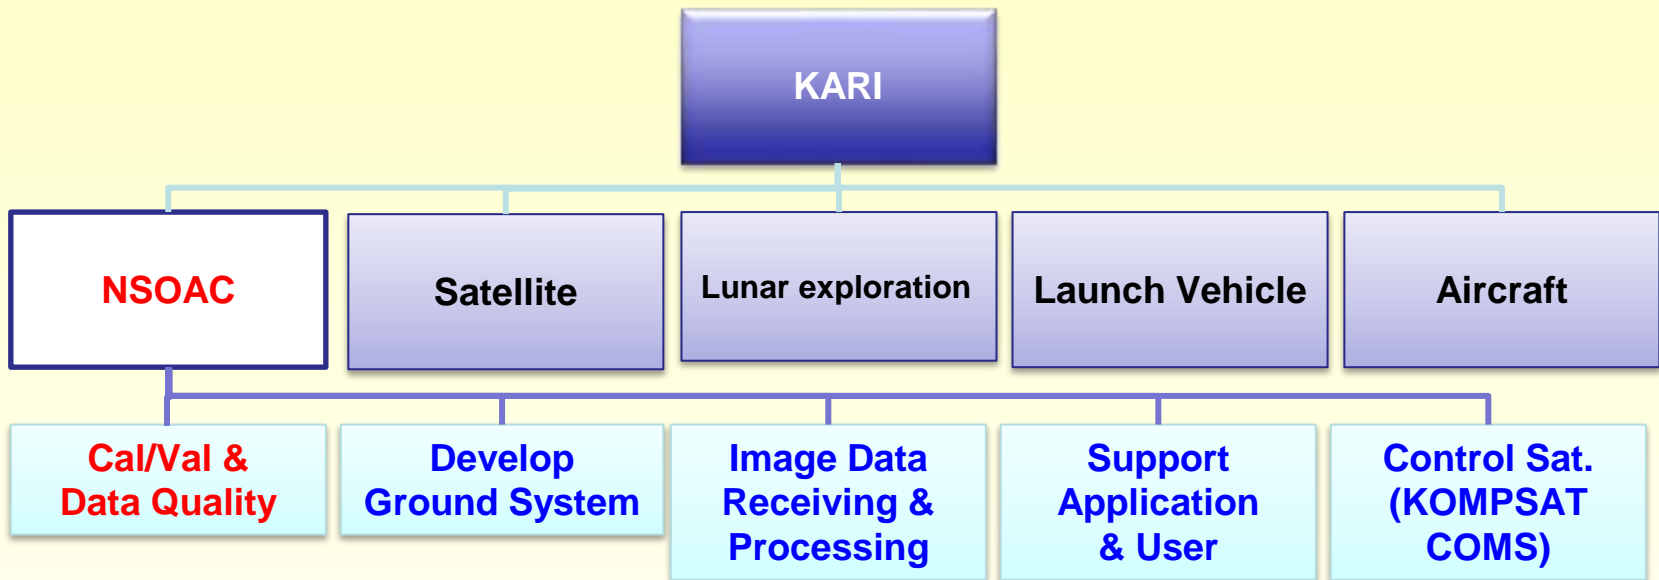 KARI
NSOAC
Satellite
Lunar exploration
Launch Vehicle
Aircraft
Cal/Val &
Data Quality
Develop
Ground System
Image Data
Receiving &
Processing
Support
Application
& User
Control Sat.
(KOMPSAT
COMS)